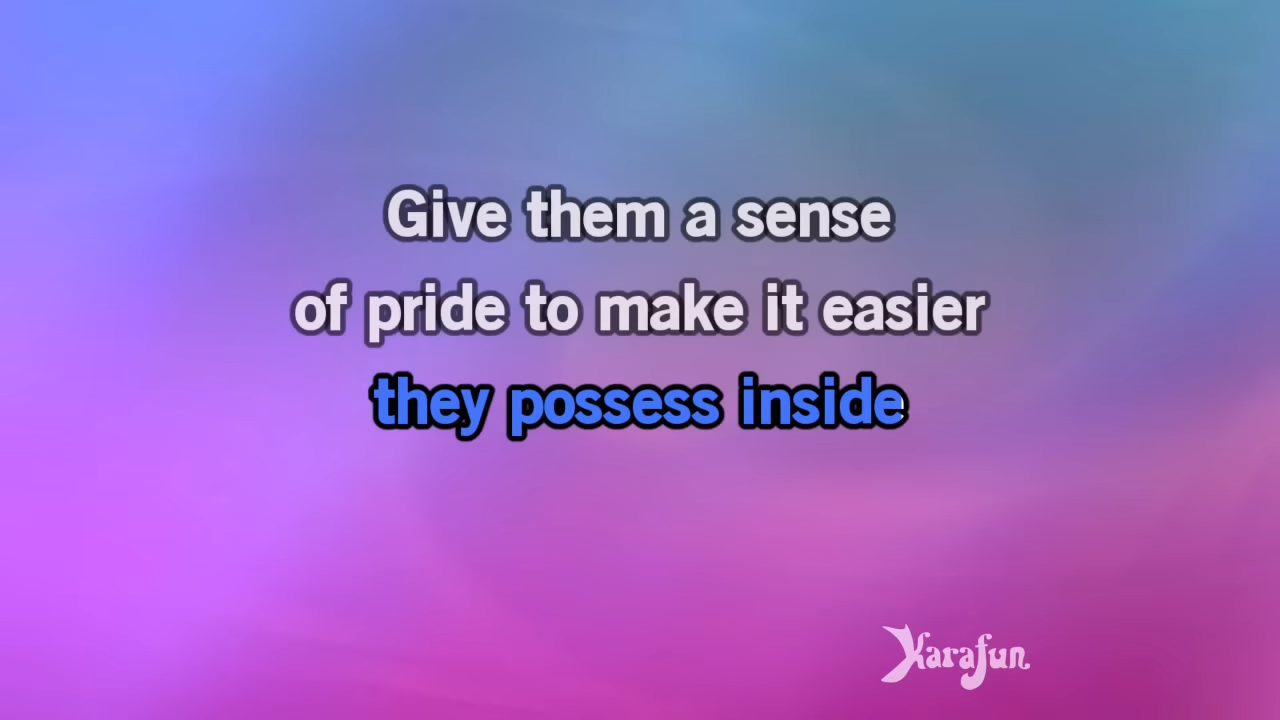 Give them a sense
of pride to make it easier
they possess inside
Karafun